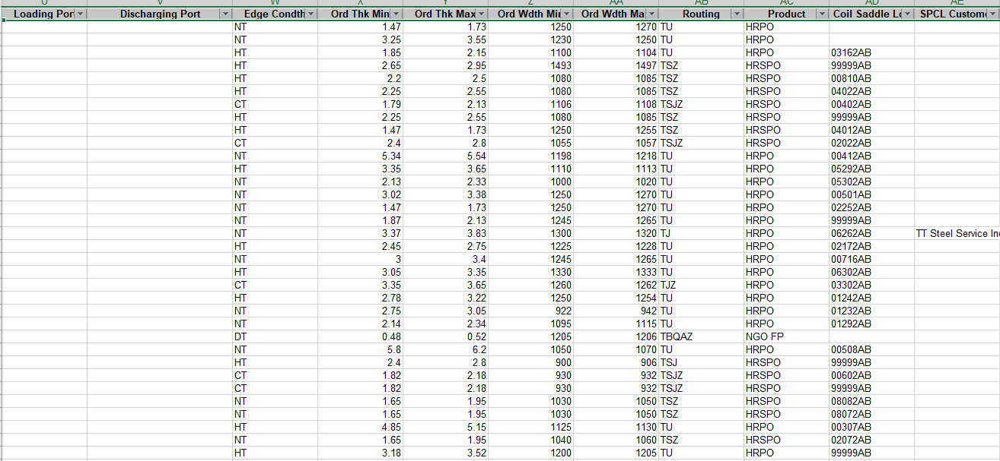 U V W X Y Z AA AB AC AD AE
Loading Por Discharging Port Edge Condth Ord Thk Min Ord Thk Max Ord Wdth Mi Ord Wdth Ma Routing Product Coil Saddle Lo SPCL Custome
NT 1.47 1.73 1250 1270 TU HRPO
NT 3.25 3.55 1230 1250 TU HRPO
HT 1.85 2.15 1100 1104 TU HRPO 03162AB
HT 2.65 2.95 1493 1497 TSZ HRSPO 99999AB
HT 2.2 2.5 1080 1085 TSZ HRSPO 00810AB
HT 2.25 2.55 1080 1085 TSZ HRSPO 04022AB
CT 1.79 2.13 1106 1108 TSJZ HRSPO 00402AB
HT 2.25 2.55 1080 1085 TSZ HRSPO 99999AB
HT 1.47 1.73 1250 1255 TSZ HRSPO 04012AB
CT 2.4 2.8 1055 1057 TSJZ HRSPO 02022AB
NT 5.34 5.54 1198 1218 TU HRPO 00412AB
HT 3.35 3.65 1110 1113 TU HRPO 05292AB
NT 2.13 2.33 1000 1020 TU HRPO 05302AB
NT 3.02 3.38 1250 1270 TU HRPO 00501AB
NT 1.47 1.73 1250 1270 TU HRPO 02252AB
NT 1.87 2.13 1245 1265 TU HRPO 99999AB
NT 3.37 3.83 1300 1320 TJ HRPO 06262AB TT Steel Service In
HT 2.45 2.75 1225 1228 TU HRPO 02172AB
NT 3 3.4 1245 1265 TU HRPO 00716AB
HT 3.05 3.35 1330 1333 TU HRPO 06302AB
CT 3.35 3.65 1260 1262 TJZ HRPO 03302AB
HT 2.78 3.22 1250 1254 TU HRPO 01242AB
NT 2.75 3.05 922 942 TU HRPO 01232AB
NT 2.14 2.34 1095 1115 TU HRPO 01292AB
DT 0.48 0.52 1205 1206 TBQAZ NGO FP
NT 5.8 6.2 1050 1070 TU HRPO 00508AB
HT 2.4 2.8 900 906 TSJ HRSPO 99999AB
CT 1.82 2.18 930 932 TSJZ HRSPO 00602AB
CT 1.82 2.18 930 932 TSJZ HRSPO 99999AB
NT 1.65 1.95 1030 1050 TSZ HRSPO 08082AB
NT 1.65 1.95 1030 1050 TSZ HRSPO 08072AB
HT 4.85 5.15 1125 1130 TU HRPO 00307AB
NT 1.65 1.95 1040 1060 TSZ HRSPO 02072AB
HT 3.18 3.52 1200 1205 TU HRPO 99999AB